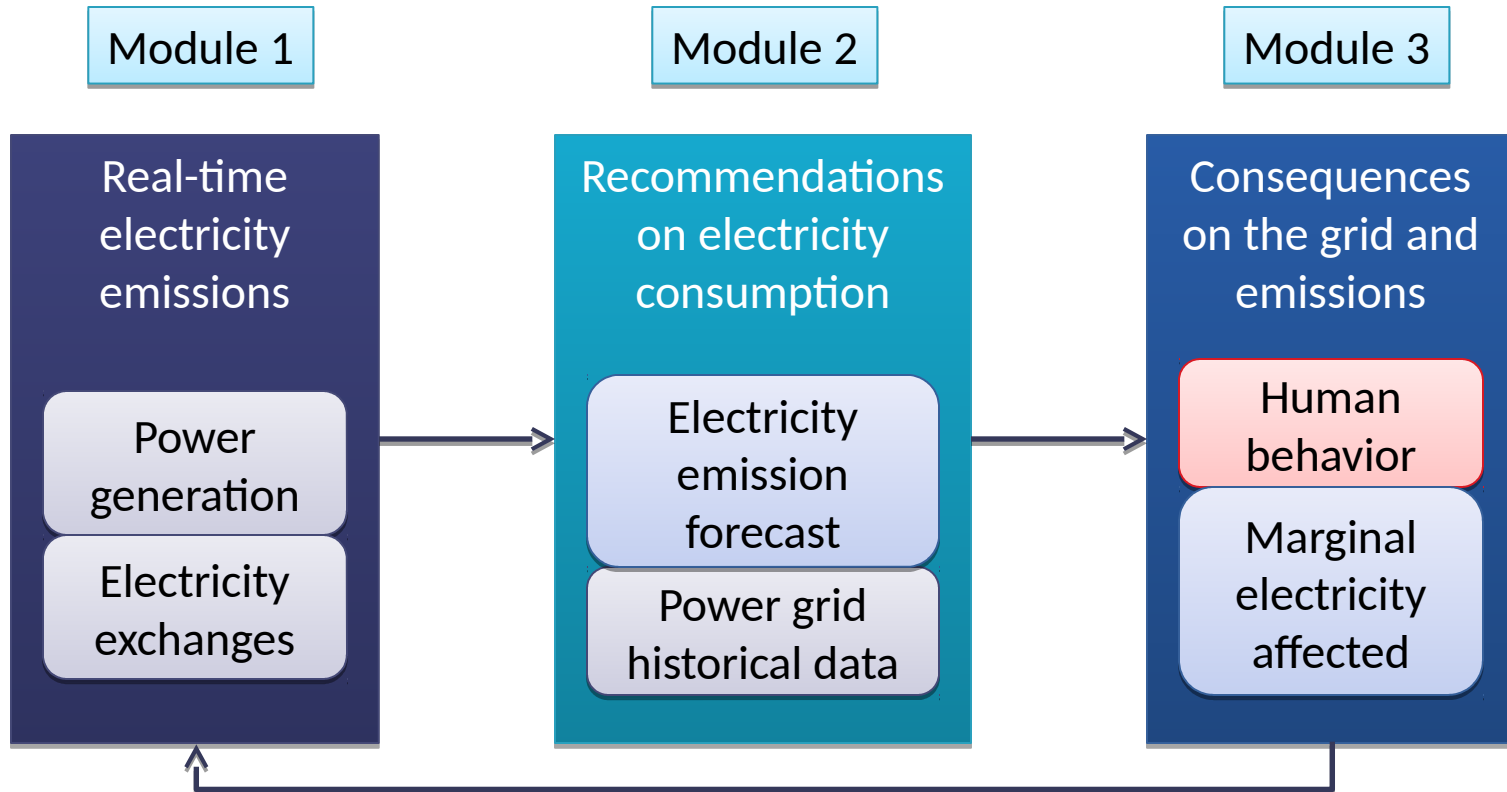 Module 1
Module 2
Module 3
Real-time
electricity
emissions
Power
generation
Electricity
exchanges
Recommendations
on electricity
consumption
Electricity
emission
forecast
Power grid
historical data
Consequences
on the grid and
emissions
Human
behavior
Marginal
electricity
affected